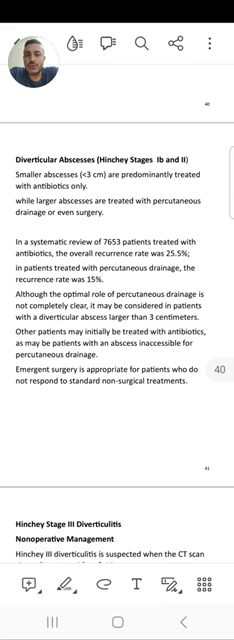 40
Diverticular Abscesses (Hinchey Stages Ib and II)
Smaller abscesses (<3 cm) are predominantly treated
with antibiotics only.
while larger abscesses are treated with percutaneous
drainage or even surgery.
In a systematic review of 7653 patients treated with
antibiotics, the overall recurrence rate was 25.5%;
in patients treated with percutaneous drainage, the
recurrence rate was 15%.
Although the optimal role of percutaneous drainage is
not completely clear, it may be considered in patients
with a diverticular abscess larger than 3 centimeters.
Other patients may initially be treated with antibiotics,
as may be patients with an abscess inaccessible for
percutaneous drainage.
40
Emergent surgery is appropriate for patients who do
not respond to standard non-surgical treatments.
41
Hinchey Stage III Diverticulitis
Nonoperative Management
Hinchey III diverticulitis is suspected when the CT scan
T